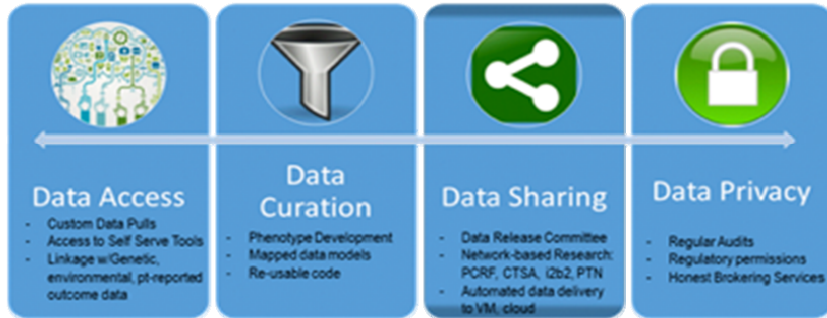 Data Access
- Custom Data Pulls
- Access to Self Serve Tools
- Linkage w/Genetic,
environmental, pt-reported
outcome data
Data
Curation
- Phenotype Development
- Mapped data models
- Re-usable code
Data Sharing
- Data Release Committee
- Network-based Research:
PCRF, CTSA, i2b2, PTN
- Automated data delivery
to VM, cloud
Data Privacy
- Regular Audits
- Regulatory permissions
- Honest Brokering Services